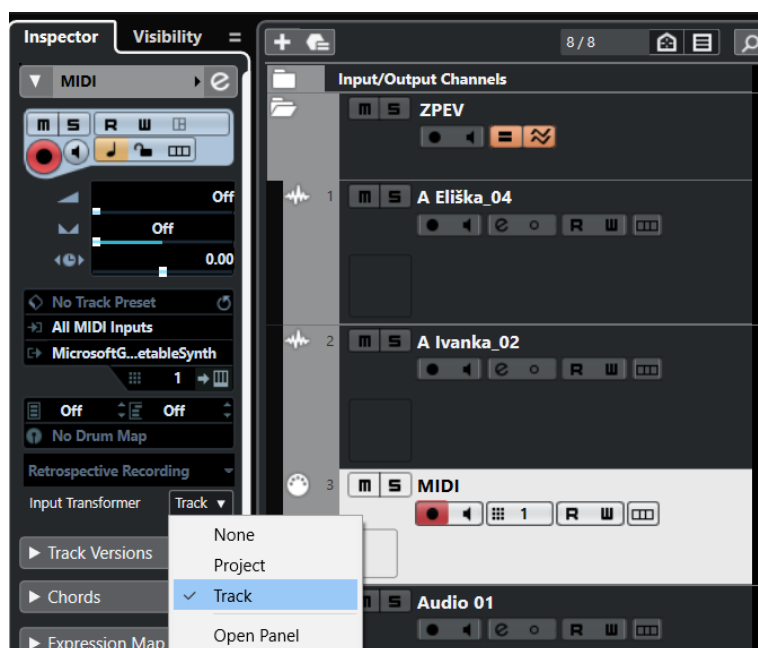 Inspector Visibility
8/8
MIDI
Input/Output Channels
m S R W
m S ZPEV
Off
Off
1 m S A Eliška_04
0.00
e R W
No Track Preset
All MIDI Inputs
MicrosoftG...etableSynth
2 m S A Ivanka_02
1
e R W
Off Off
No Drum Map
Retrospective Recording
3 m S MIDI
Input Transformer Track
1 R W
None
Track Versions
Project
Chords
Track
S Audio 01
Expression Map
Open Panel
e R W